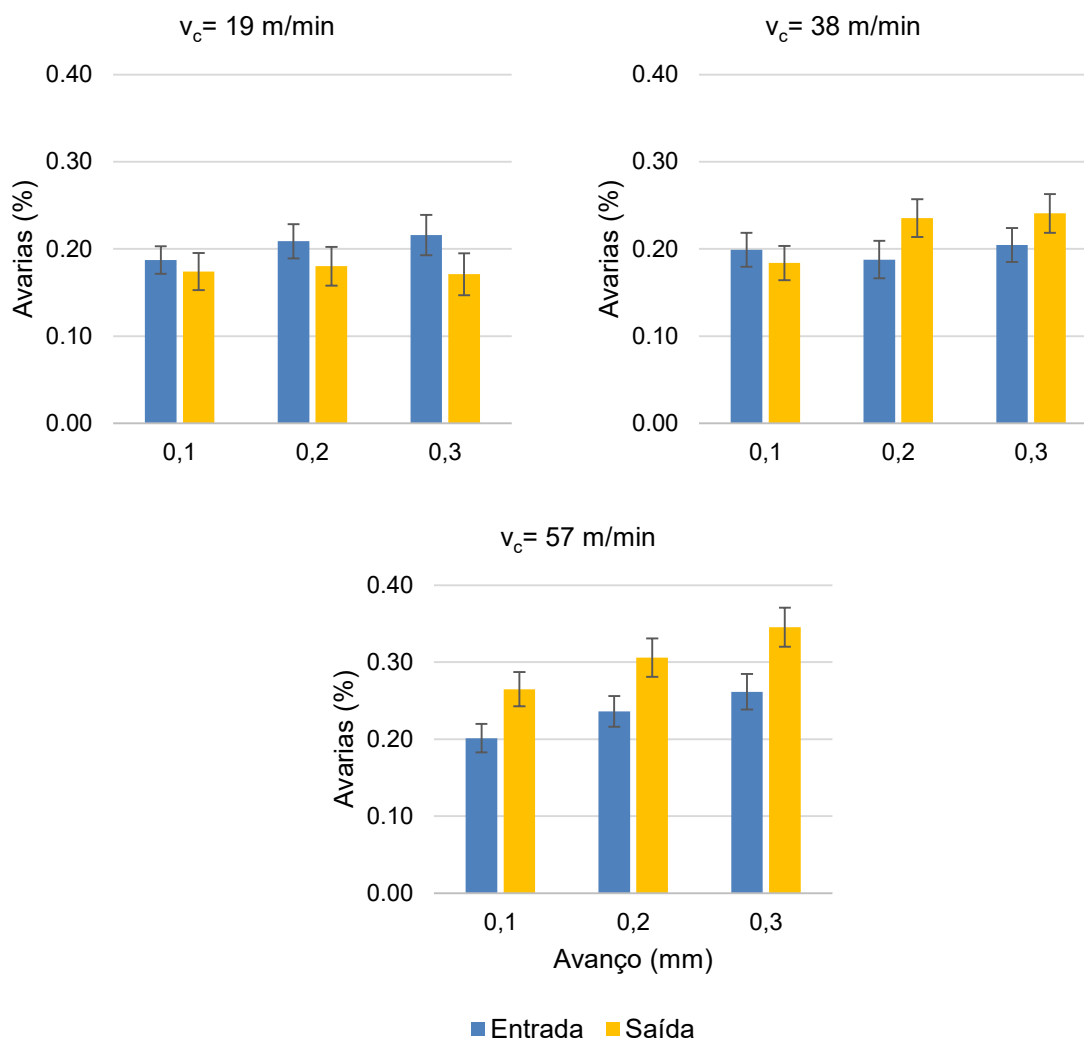 v_c= 19 m/min
Avarias (%)
0.40
0.30
0.20
0.10
0.00
0,1 0,2 0,3
v_c= 38 m/min
Avarias (%)
0.40
0.30
0.20
0.10
0.00
0,1 0,2 0,3
v_c= 57 m/min
Avarias (%)
0.40
0.30
0.20
0.10
0.00
0,1 0,2 0,3
Avanço (mm)
Entrada Saída